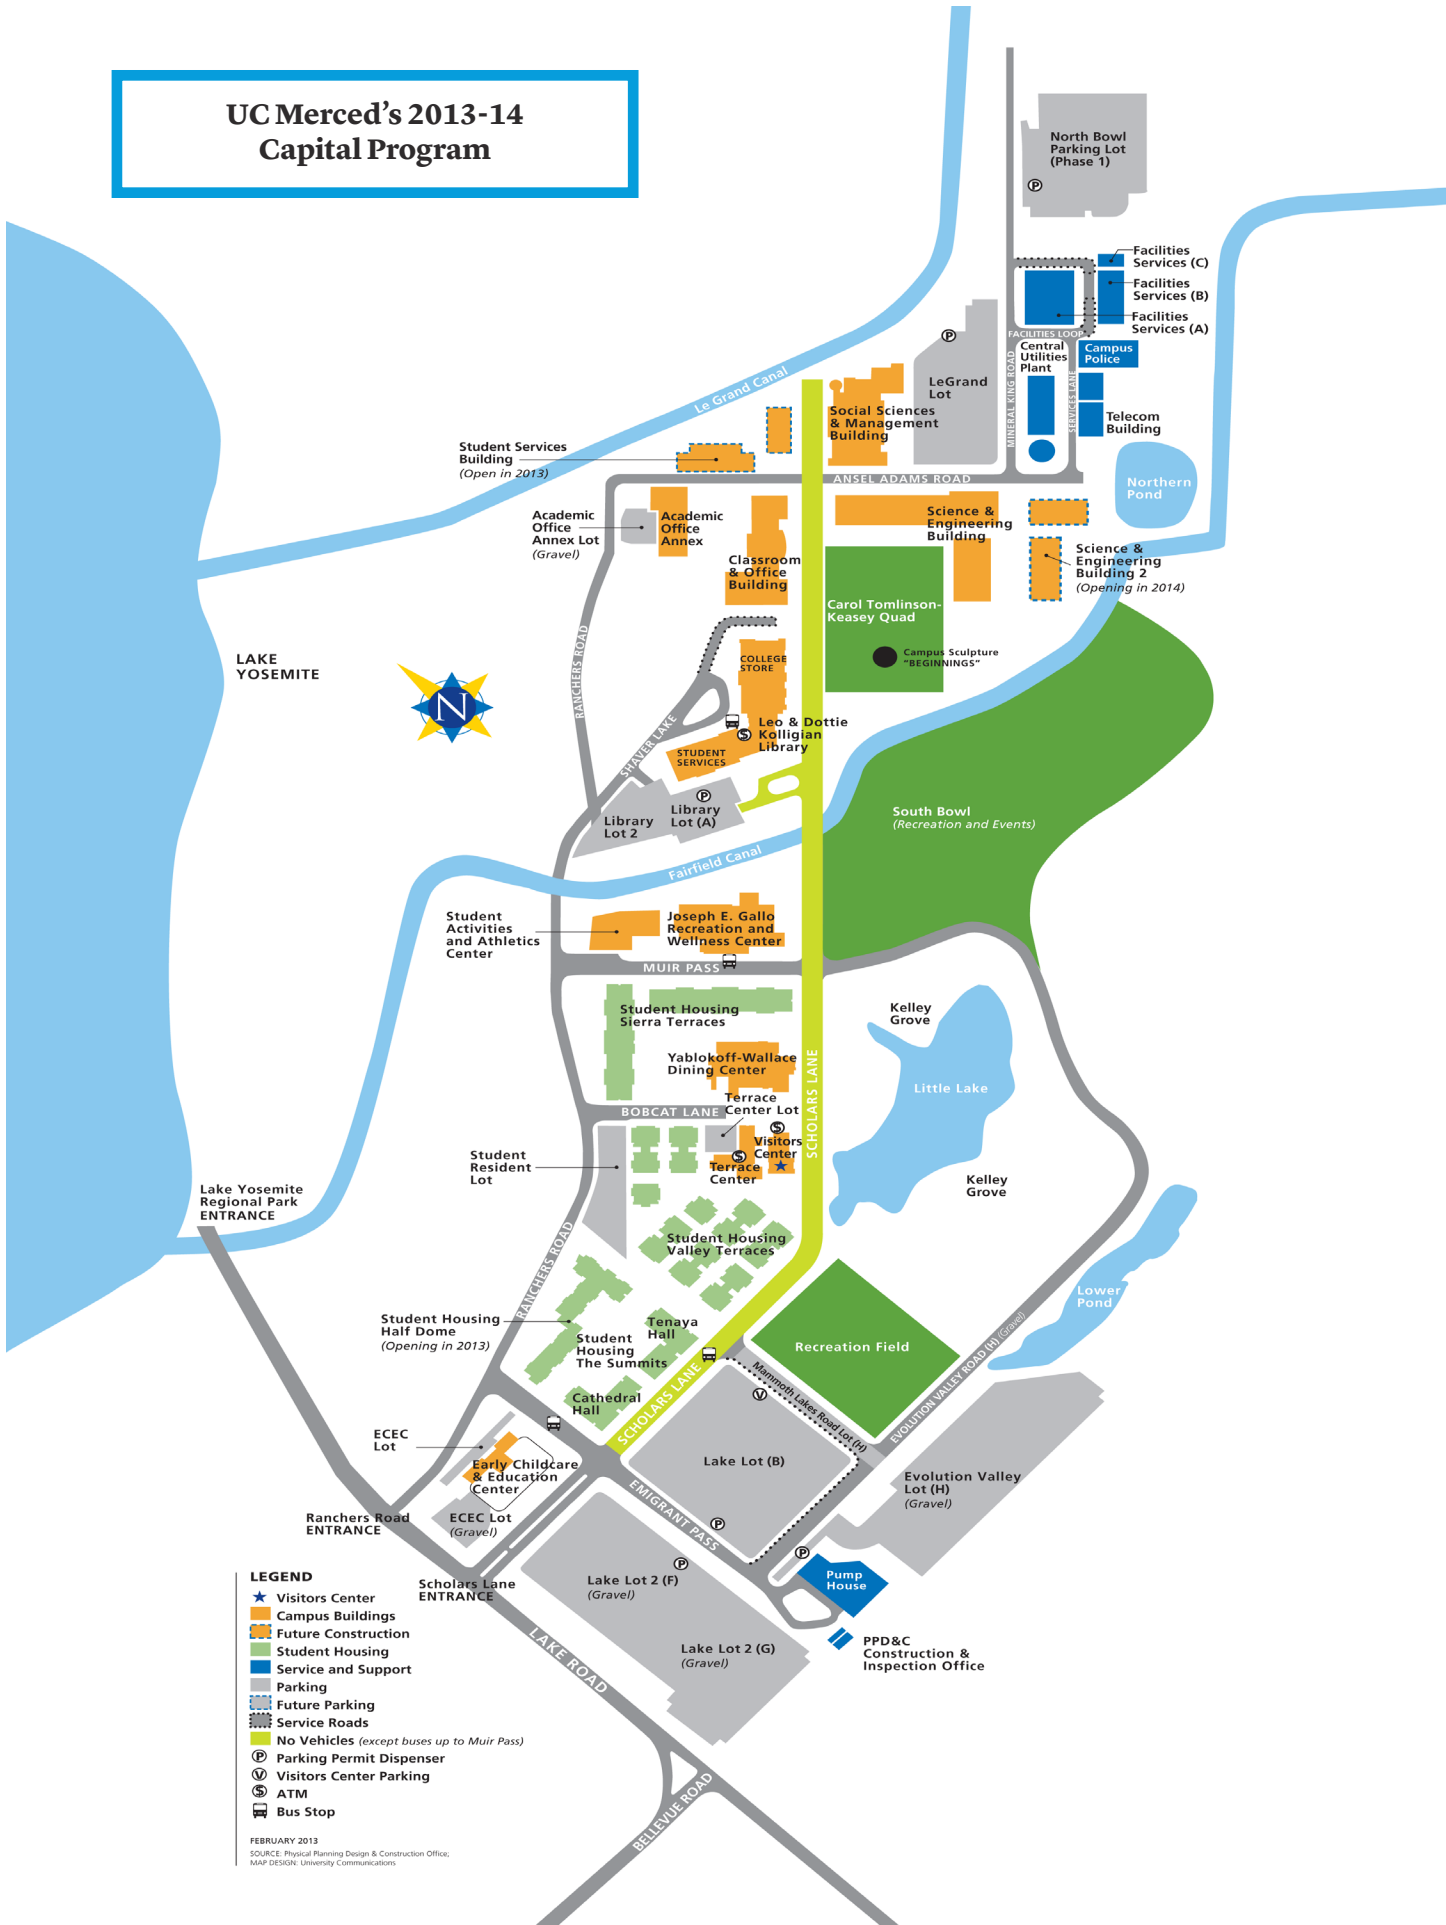 UC Merced’s 2013-14
Capital Program
North Bowl
Parking Lot
(Phase 1)
P
Facilities
Services (C)
Facilities
Services (B)
Facilities
Services (A)
FACILITIES LOOP
Central
Utilities
Plant
Campus
Police
MINERAL KING ROAD
SERVICES LANE
Telecom
Building
P
LeGrand
Lot
Le Grand Canal
Social Sciences
& Management
Building
Student Services
Building
(Open in 2013)
ANSEL ADAMS ROAD
Northern
Pond
Academic
Office
Annex Lot
(Gravel)
Academic
Office
Annex
Science &
Engineering
Building
Classroom
& Office
Building
Science &
Engineering
Building 2
(Opening in 2014)
Carol Tomlinson-
Keasey Quad
Campus Sculpture
“BEGINNINGS”
LAKE
YOSEMITE
N
RANCHERS ROAD
COLLEGE
STORE
SHAVER LAKE
Leo & Dottie
Kolligian
Library
$
STUDENT
SERVICES
P
Library
Lot (A)
Library
Lot 2
South Bowl
(Recreation and Events)
Fairfield Canal
Student
Activities
and Athletics
Center
Joseph E. Gallo
Recreation and
Wellness Center
MUIR PASS
Student Housing
Sierra Terraces
Kelley
Grove
Yablokoff-Wallace
Dining Center
Little Lake
SCHOLARS LANE
Terrace
Center Lot
BOBCAT LANE
$
Visitors
Center
$
Terrace
Center
Student
Resident
Lot
Kelley
Grove
Lake Yosemite
Regional Park
ENTRANCE
Student Housing
Valley Terraces
RANCHERS ROAD
Lower
Pond
Student Housing
Half Dome
(Opening in 2013)
Tenaya
Hall
Student
Housing
The Summits
Recreation Field
EVOLUTION VALLEY ROAD (H) (Gravel)
Mammoth Lakes Road Lot (H)
V
Cathedral
Hall
SCHOLARS LANE
ECEC
Lot
Early Childcare
& Education
Center
Lake Lot (B)
Evolution Valley
Lot (H)
(Gravel)
EMIGRANT PASS
P
Ranchers Road
ENTRANCE
ECEC Lot
(Gravel)
P
P
Pump
House
Lake Lot 2 (F)
(Gravel)
Scholars Lane
ENTRANCE
LAKE ROAD
Lake Lot 2 (G)
(Gravel)
PPD&C
Construction &
Inspection Office
BELLEVUE ROAD
LEGEND
Visitors Center
Campus Buildings
Future Construction
Student Housing
Service and Support
Parking
Future Parking
Service Roads
No Vehicles (except buses up to Muir Pass)
P Parking Permit Dispenser
V Visitors Center Parking
$ ATM
Bus Stop
FEBRUARY 2013
SOURCE: Physical Planning Design & Construction Office;
MAP DESIGN: University Communications